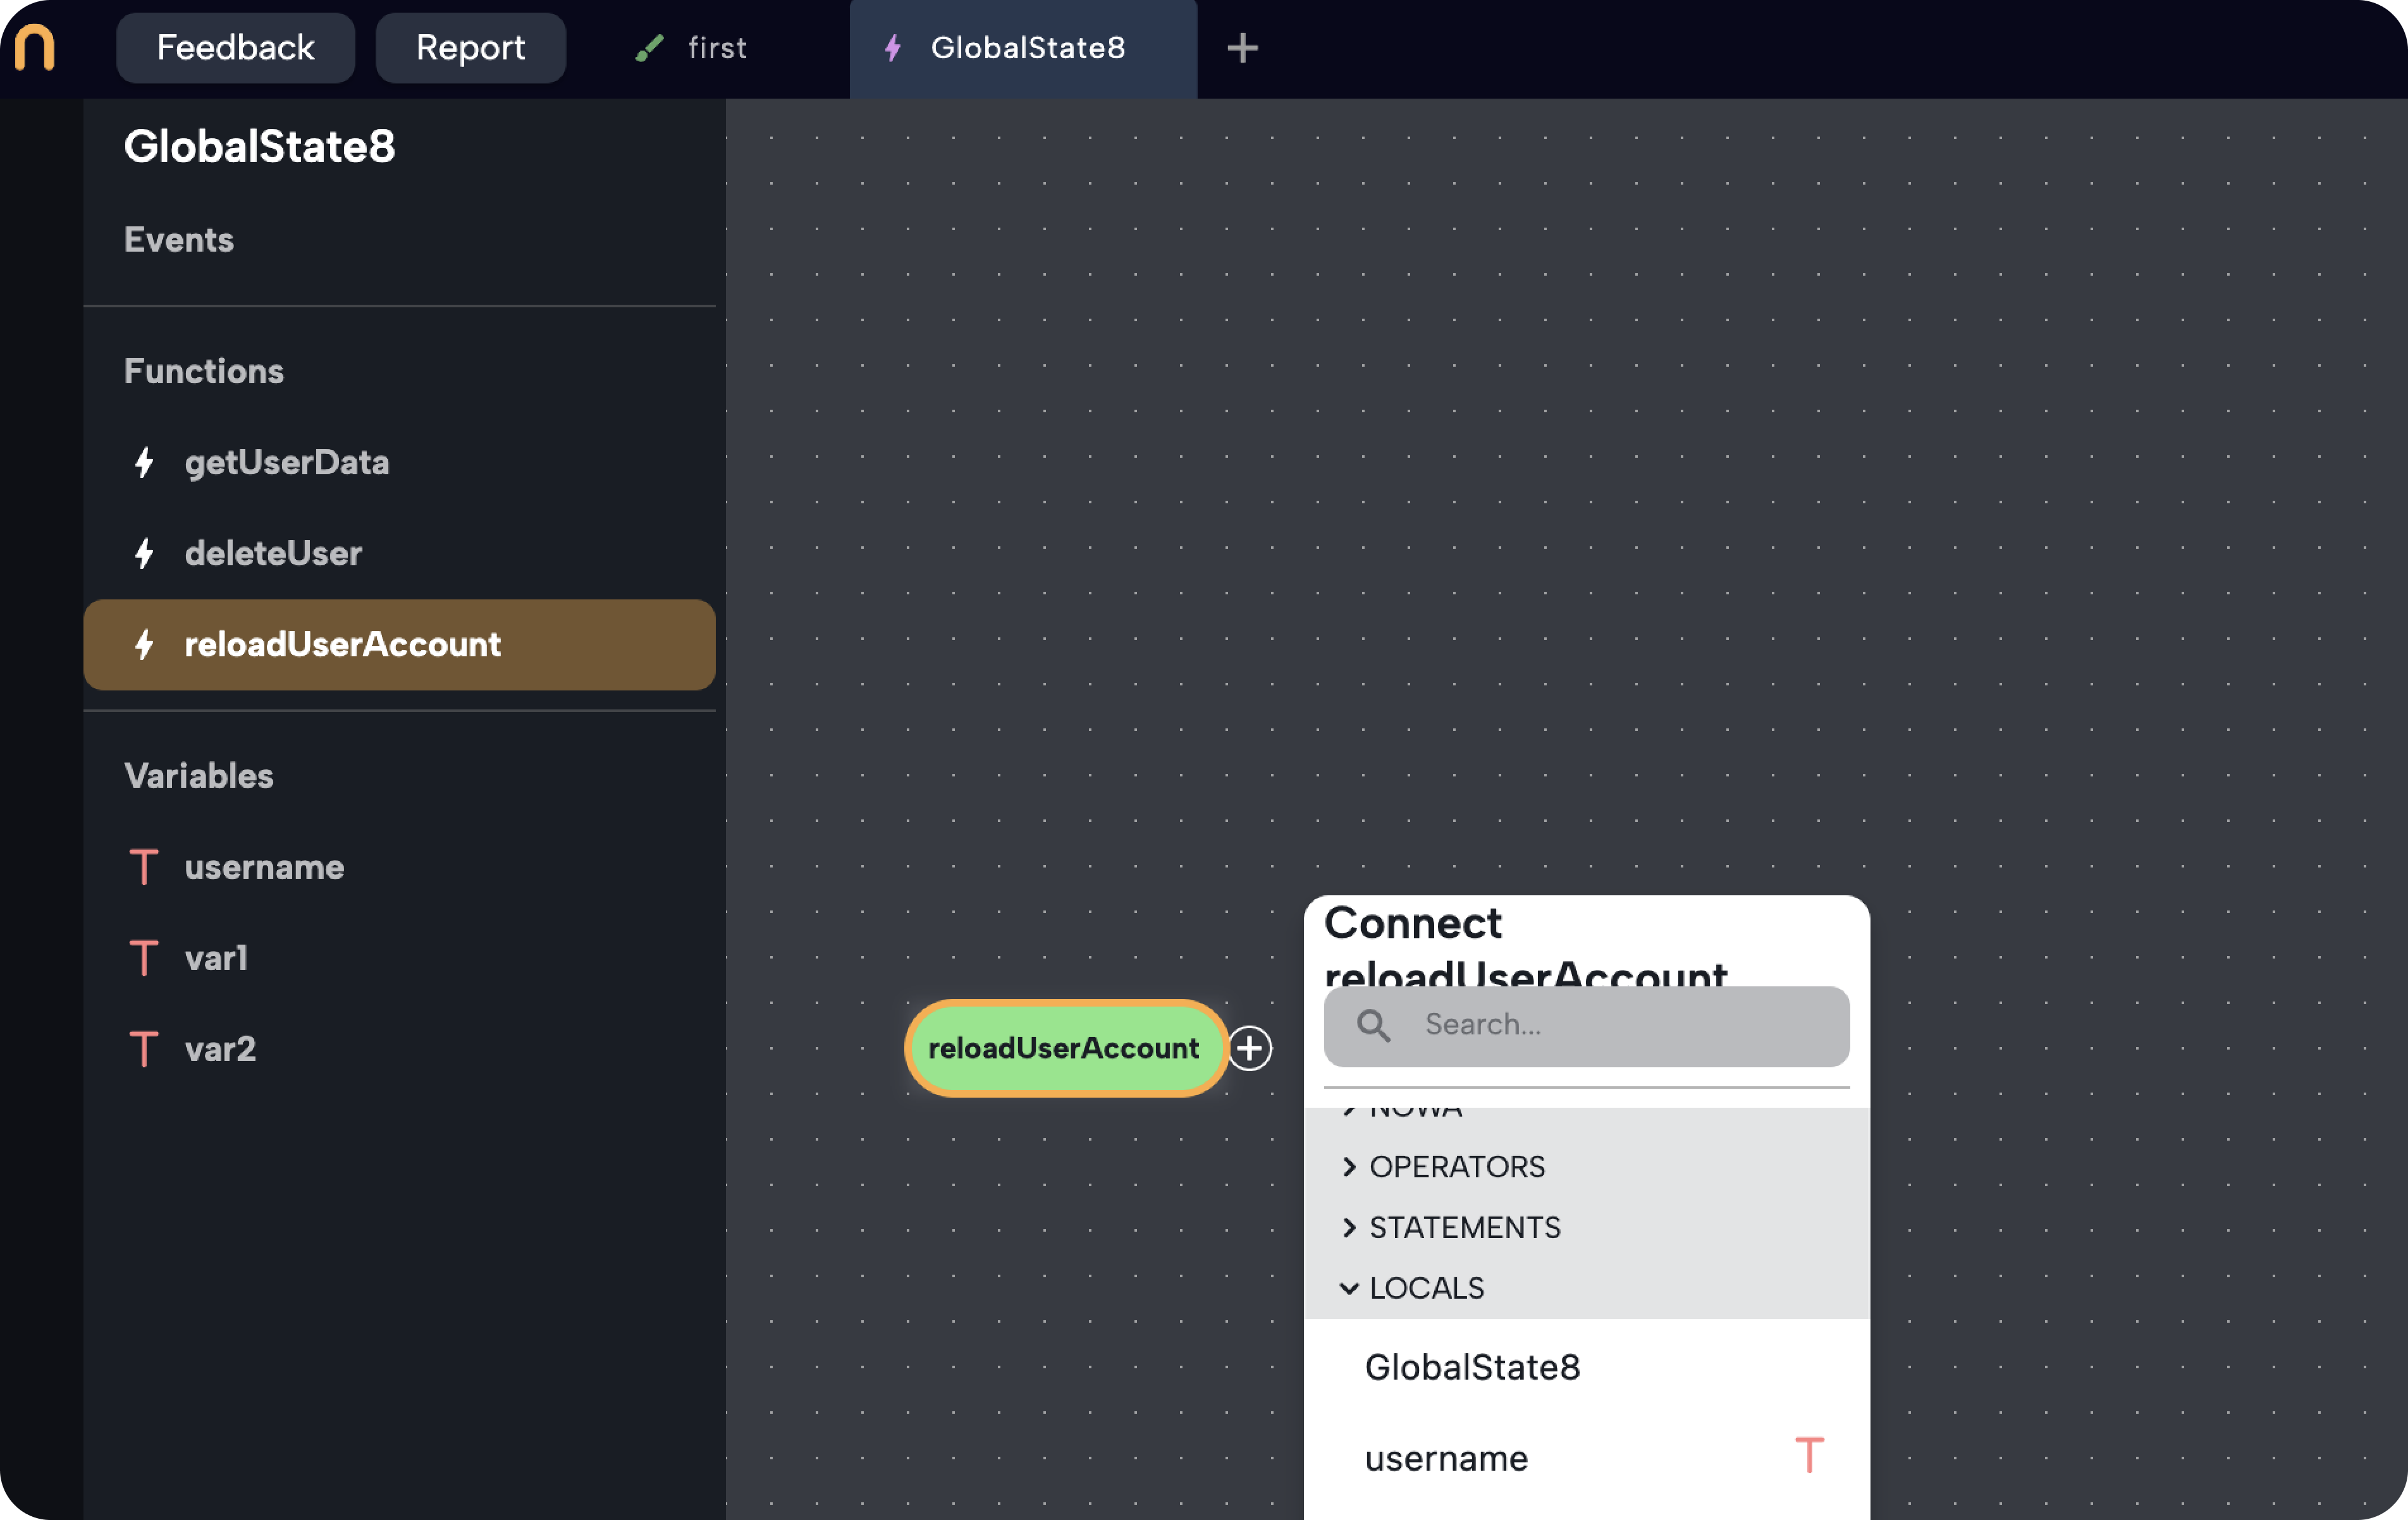 Feedback
Report
first
GlobalState8
GlobalState8
Events
Functions
getUserData
deleteUser
reloadUserAccount
Variables
username
var1
var2
reloadUserAccount
Connect
reloadUserAccount
Search...
NOWA
OPERATORS
STATEMENTS
LOCALS
GlobalState8
username